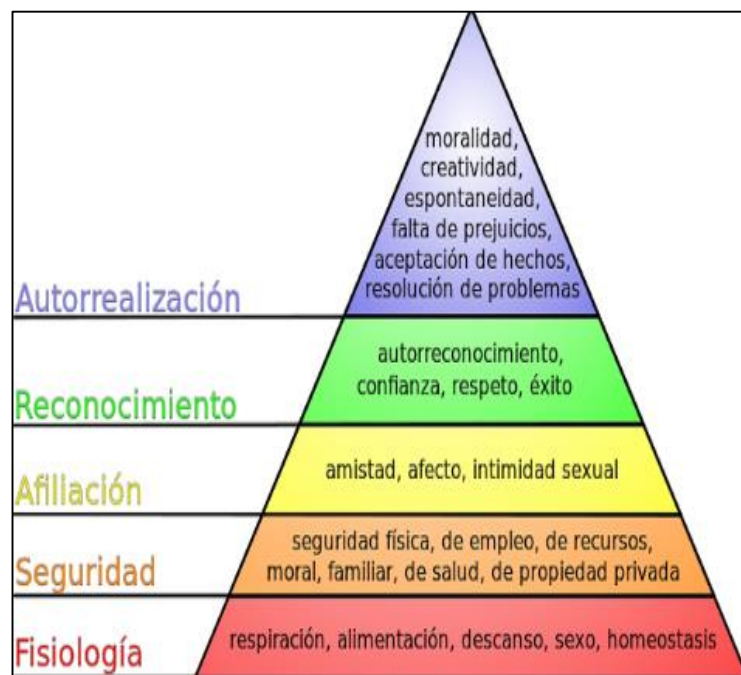 moralidad,
creatividad,
espontaneidad,
falta de prejuicios,
aceptación de hechos,
resolución de problemas
Autorrealización
autorreconocimiento,
confianza, respeto, éxito
Reconocimiento
amistad, afecto, intimidad sexual
Afiliación
seguridad física, de empleo, de recursos,
moral, familiar, de salud, de propiedad privada
Seguridad
respiración, alimentación, descanso, sexo, homeostasis
Fisiología